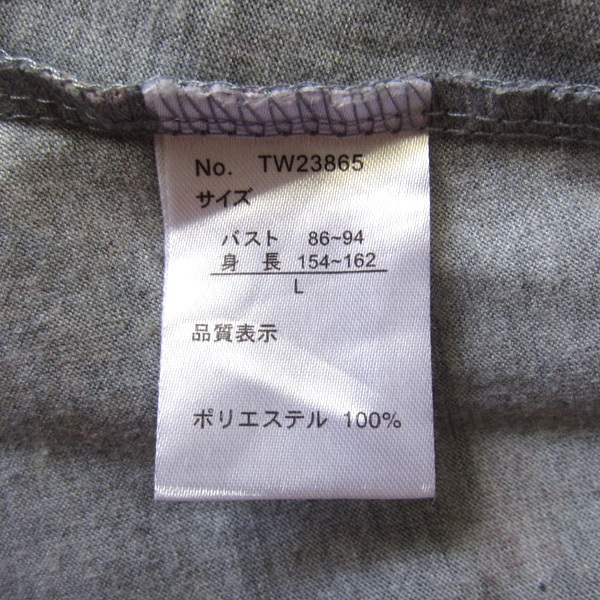 No. TW23865
サイズ
バスト 86~94
身長 154~162
L
品質表示
ポリエステル 100%